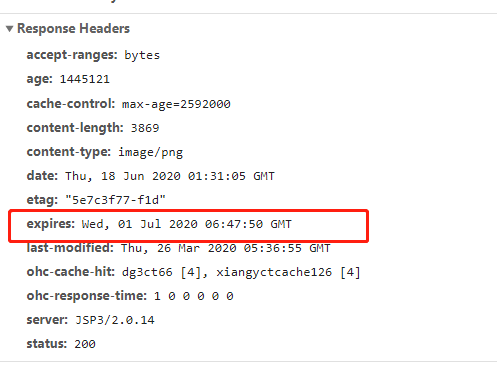 Response Headers
accept-ranges: bytes
age: 1445121
cache-control: max-age=2592000
content-length: 3869
content-type: image/png
date: Thu, 18 Jun 2020 01:31:05 GMT
etag: "5e7c3f77-f1d"
expires: Wed, 01 Jul 2020 06:47:50 GMT
last-modified: Thu, 26 Mar 2020 05:36:55 GMT
ohc-cache-hit: dg3ct66 [4], xiangyctcache126 [4]
ohc-response-time: 1 0 0 0 0 0
server: JSP3/2.0.14
status: 200